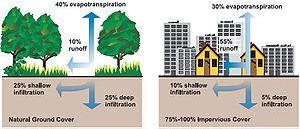 40% evapotranspiration
10%
runoff
25% shallow
infiltration
25% deep
infiltration
Natural Ground Cover
30% evapotranspiration
55%
runoff
10% shallow
infiltration
5% deep
infiltration
75%-100% Impervious Cover